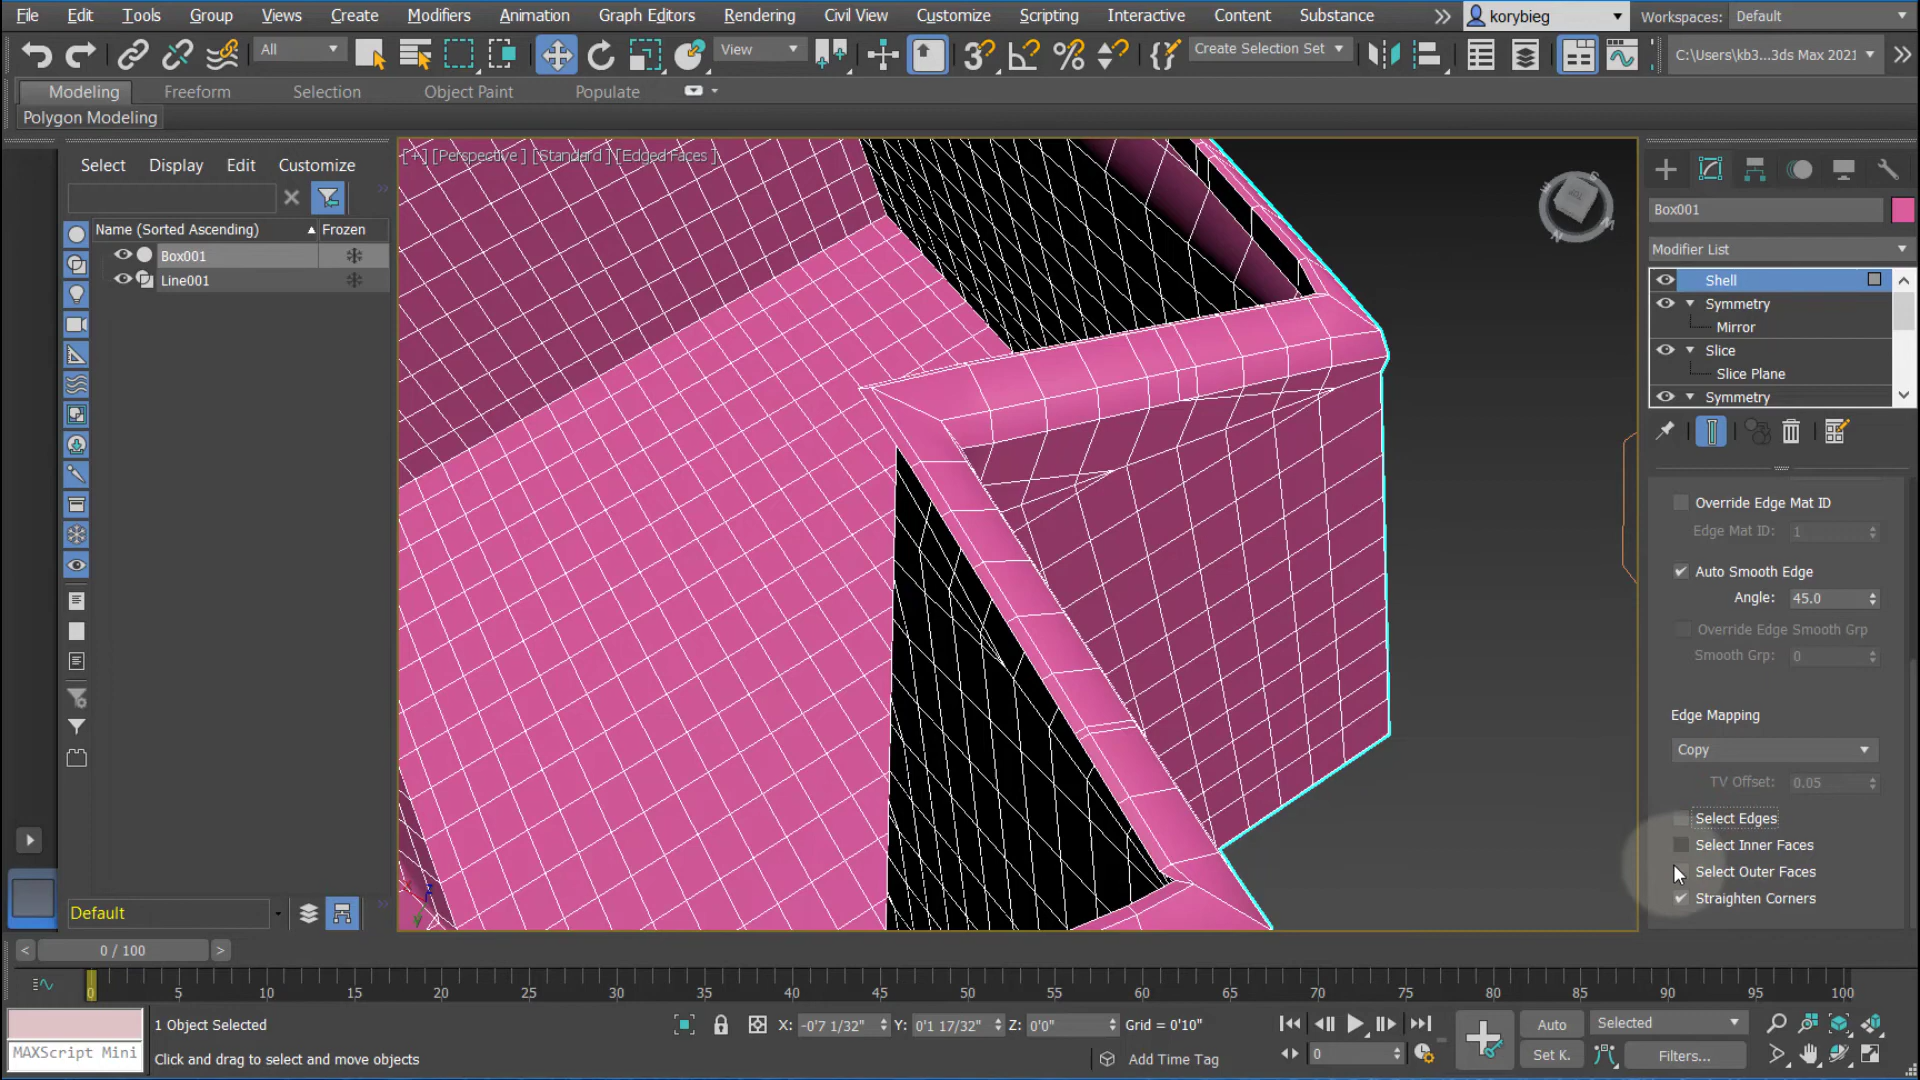 File Edit Tools Group Views Create Modifiers Animation Graph Editors Rendering Civil View Customize Scripting Interactive Content Substance korybieg Workspaces: Default
All View Create Selection Set C:\Users\kb3...3ds Max 2021
Modeling Freeform Selection Object Paint Populate
Polygon Modeling
Select Display Edit Customize
[+] [Perspective ] [Standard ] [Edged Faces ]
Name (Sorted Ascending) Frozen
Box001
Line001
Box001
Modifier List
Shell
Symmetry
Mirror
Slice
Slice Plane
Symmetry
Override Edge Mat ID
Edge Mat ID: 1
Auto Smooth Edge
Angle: 45.0
Override Edge Smooth Grp
Smooth Grp: 0
Edge Mapping
Copy
TV Offset: 0.05
Select Edges
Select Inner Faces
Select Outer Faces
Straighten Corners
Default
0 / 100
0 5 10 15 20 25 30 35 40 45 50 55 60 65 70 75 80 85 90 95 100
1 Object Selected X: -0'7 1/32" Y: 0'1 17/32" Z: 0'0" Grid = 0'10" Auto Selected
MAXScript Mini Click and drag to select and move objects Add Time Tag 0 Set K. Filters...